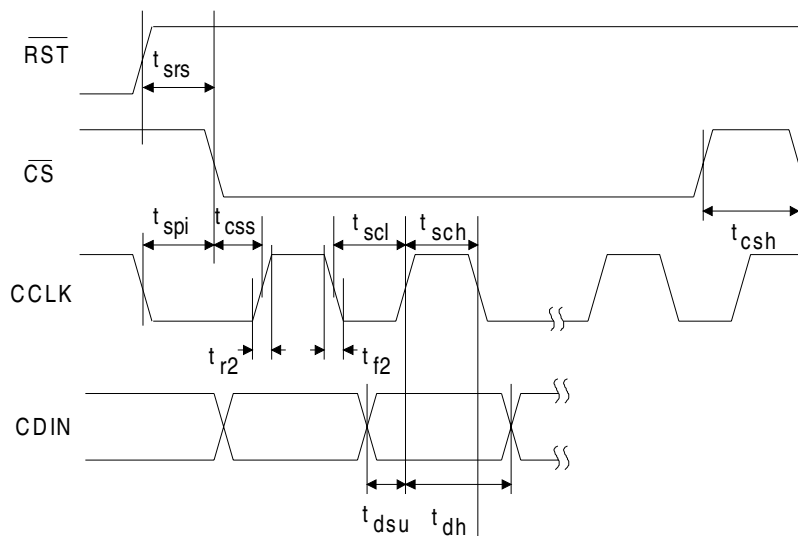 RST
t srs
CS
t spi
t css
t scl
t sch
t csh
CCLK
t r2
t f2
CDIN
t dsu
t dh